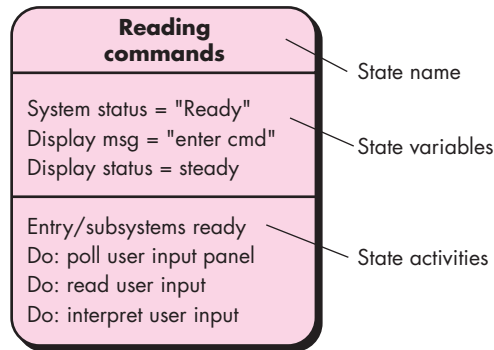 Reading
commands
State name
System status = "Ready"
Display msg = "enter cmd"
Display status = steady
State variables
Entry/subsystems ready
Do: poll user input panel
Do: read user input
Do: interpret user input
State activities